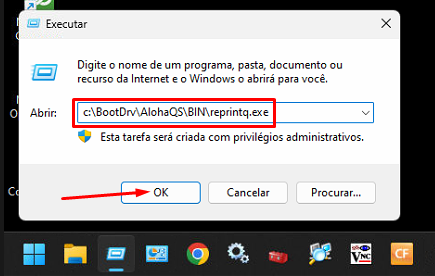 Executar
Digite o nome de um programa, pasta, documento ou
recurso da Internet e o Windows o abrirá para você.
Abrir:
c:\BootDrv\AlohaQS\BIN\reprintq.exe
Esta tarefa será criada com privilégios administrativos.
OK
Cancelar
Procurar...
VNC
CF